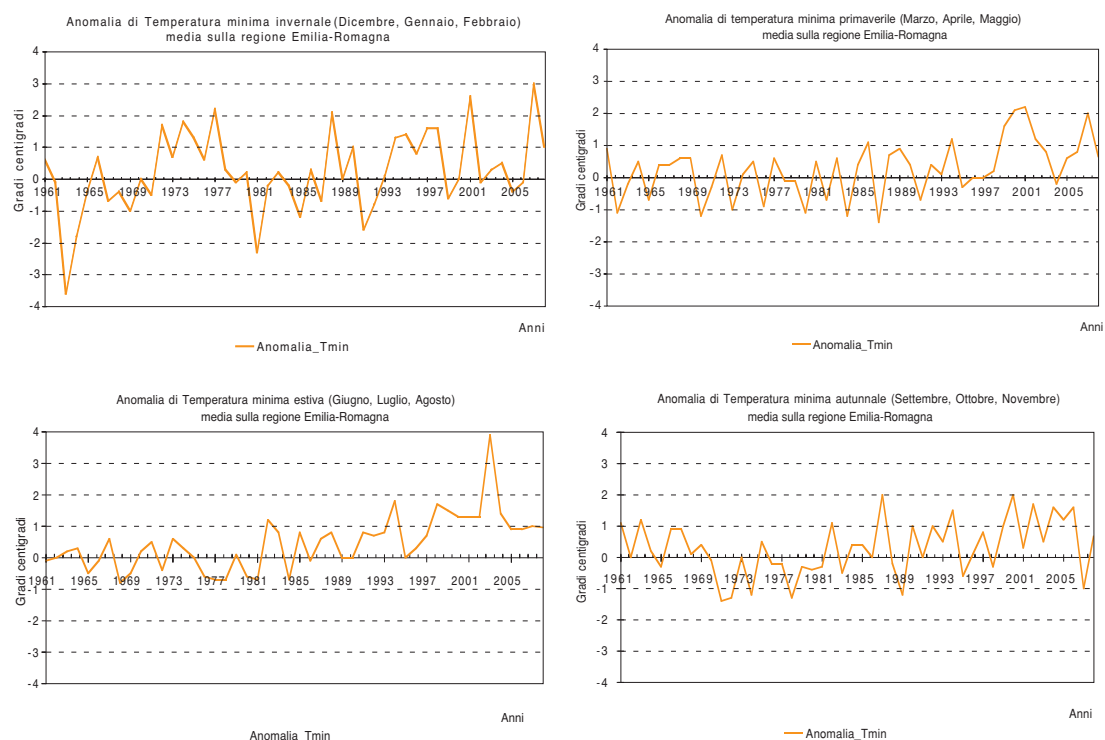 Anomalia di Temperatura minima invernale (Dicembre, Gennaio, Febbraio)
media sulla regione Emilia-Romagna
Gradi centigradi
4
3
2
1
0
-1
-2
-3
-4
1961 1965 1969 1973 1977 1981 1985 1989 1993 1997 2001 2005
Anni
Anomalia_Tmin
Anomalia di temperatura minima primaverile (Marzo, Aprile, Maggio)
media sulla regione Emilia-Romagna
Gradi centigradi
4
3
2
1
0
-1
-2
-3
-4
1961 1965 1969 1973 1977 1981 1985 1989 1993 1997 2001 2005
Anni
Anomalia_Tmin
Anomalia di Temperatura minima estiva (Giugno, Luglio, Agosto)
media sulla regione Emilia-Romagna
Gradi centigradi
4
3
2
1
0
-1
-2
-3
-4
1961 1965 1969 1973 1977 1981 1985 1989 1993 1997 2001 2005
Anni
Anomalia_Tmin
Anomalia di Temperatura minima autunnale (Settembre, Ottobre, Novembre)
media sulla regione Emilia-Romagna
Gradi centigradi
4
3
2
1
0
-1
-2
-3
-4
1961 1965 1969 1973 1977 1981 1985 1989 1993 1997 2001 2005
Anni
Anomalia_Tmin